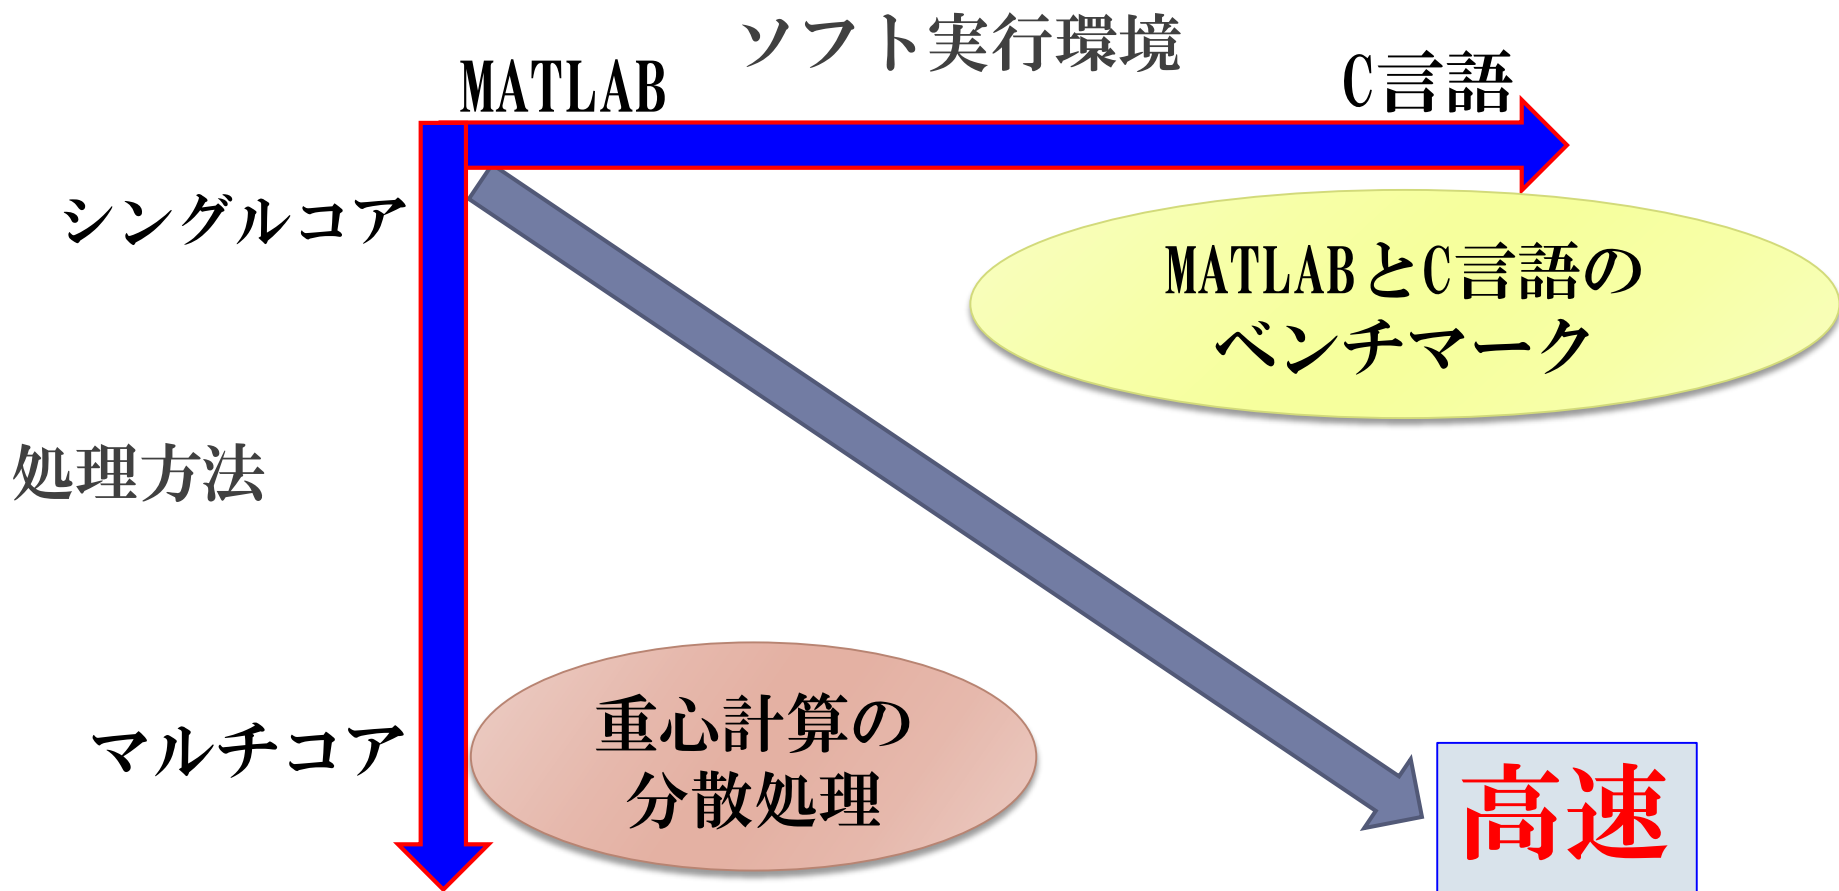 ソフト実行環境
MATLAB
C言語
シングルコア
MATLABとC言語の
ベンチマーク
処理方法
重心計算の
分散処理
マルチコア
高速